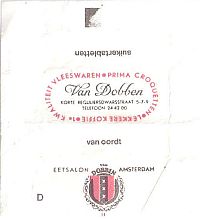 suikertabletten
KWALITEIT VLEESWAREN • PRIMA CROQUETTEN •
Van Dobben
KORTE REGULIERSDWARSSTRAAT 5-7-9
TELEFOON 24 42 00
LEKKERE KOFFIE •
van oordt
EETSALON AMSTERDAM
VAN
DOBBEN
D